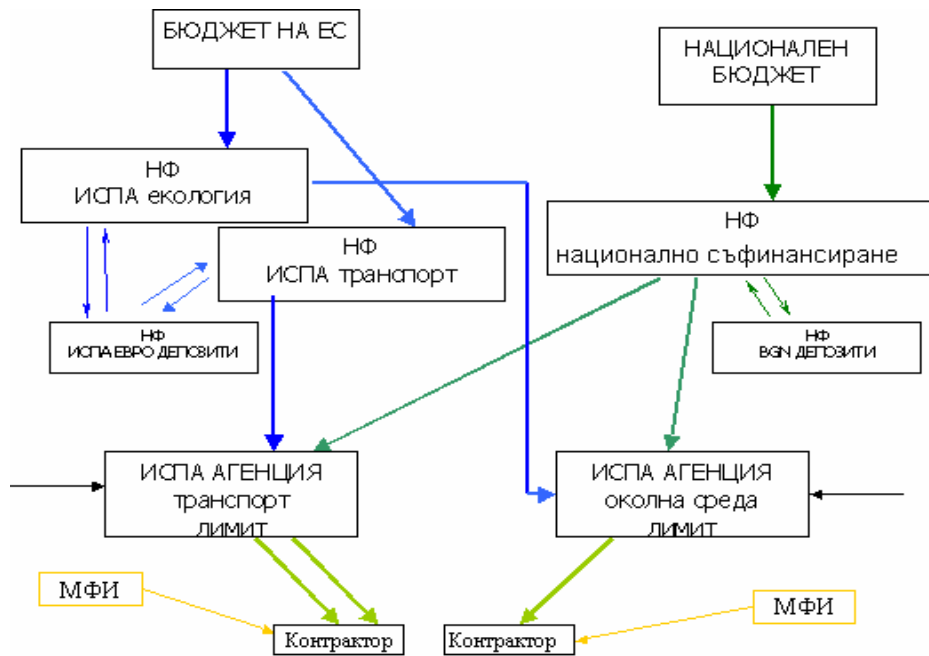 БЮДЖЕТ НА ЕС
НАЦИОНАЛЕН
БЮДЖЕТ
НФ
ИСПА екология
НФ
ИСПА транспорт
НФ
национално съфинансиране
НФ
ИСПА ЕВРО ДЕПОЗИТИ
НФ
BGN ДЕПОЗИТИ
ИСПА АГЕНЦИЯ
транспорт
ЛИМИТ
ИСПА АГЕНЦИЯ
околна среда
ЛИМИТ
МФИ
МФИ
Контрактор
Контрактор